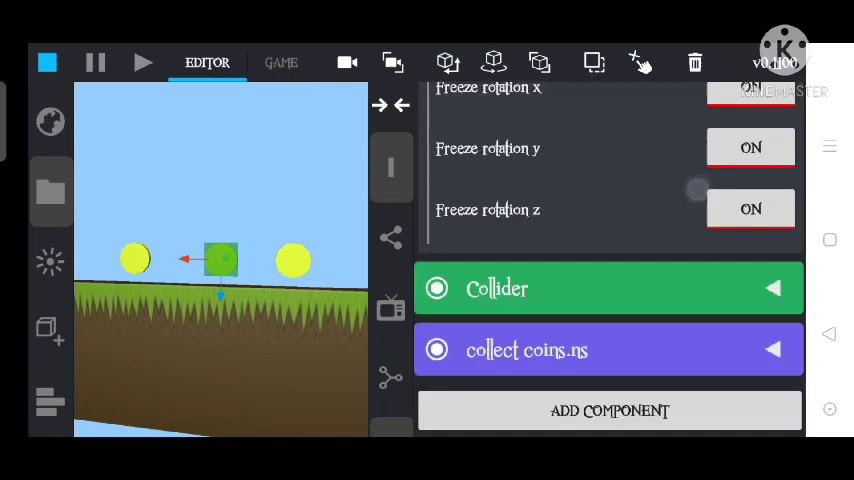 EDITOR
GAME
v0.1100
K
KINEMASTER
Freeze rotation x
ON
Freeze rotation y
ON
Freeze rotation z
ON
Collider
collect coins.ns
ADD COMPONENT